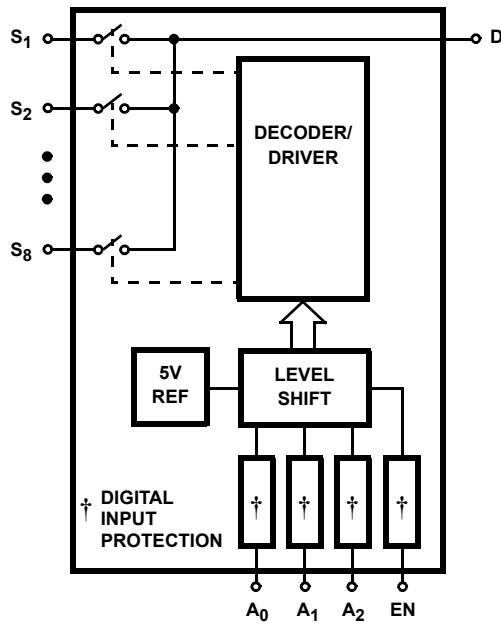 S1
D
S2
DECODER/
DRIVER
S8
5V
REF
LEVEL
SHIFT
† † † †
† DIGITAL
INPUT
PROTECTION
A0 A1 A2 EN